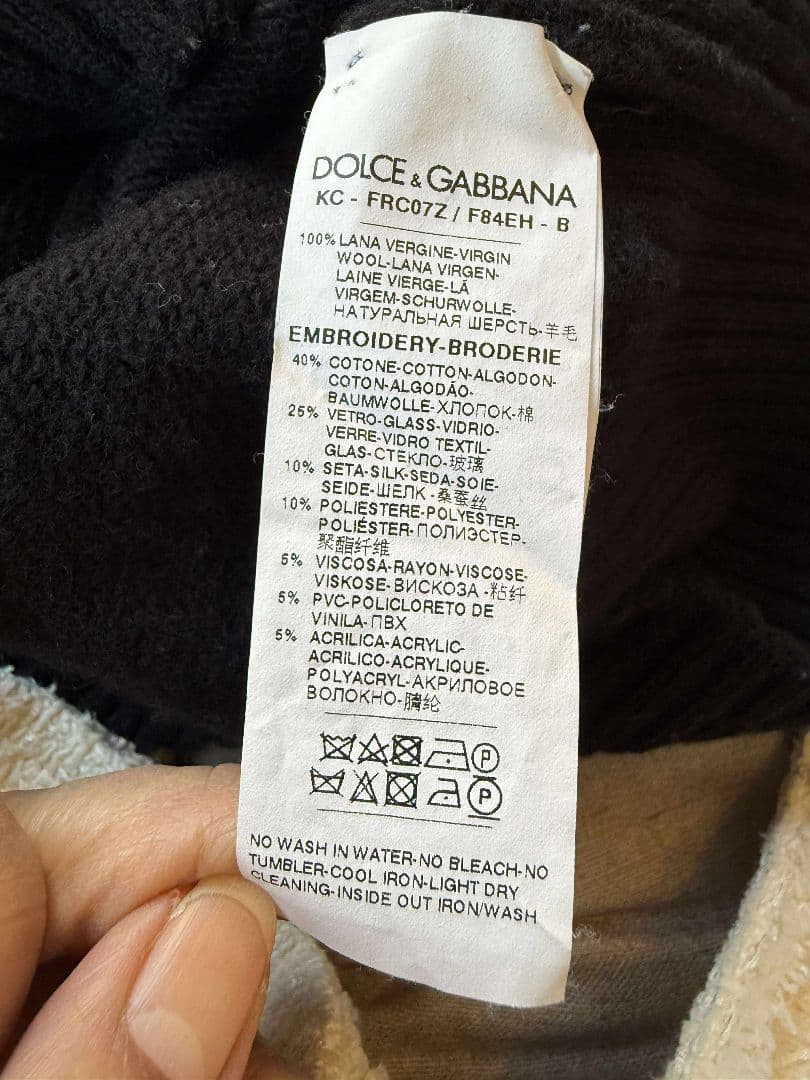 DOLCE & GABBANA
KC - FRC07Z / F84EH - B
100% LANA VERGINE-VIRGIN
WOOL-LANA VIRGEN-
LAINE VIERGE-LÃ
VIRGEM-SCHURWOLLE-
НАТУРАЛЬНАЯ ШЕРСТЬ-羊毛
EMBROIDERY-BRODERIE
40% COTONE-COTTON-ALGODON-
COTON-ALGODÃO-
BAUMWOLLE-ХЛОПОК-棉
25% VETRO-GLASS-VIDRIO-
VERRE-VIDRO TEXTIL-
GLAS-СТЕКЛО-玻璃
10% SETA-SILK-SEDA-SOIE-
SEIDE-ШЕЛК-桑蚕丝
10% POLIESTERE-POLYESTER-
POLIÉSTER-ПОЛИЭСТЕР-
聚酯纤维
5% VISCOSA-RAYON-VISCOSE-
VISKOSE-ВИСКОЗА-粘纤
5% PVC-POLICLORETO DE
VINILA-ПВХ
5% ACRILICA-ACRYLIC-
ACRILICO-ACRYLIQUE-
POLYACRYL-АКРИЛОВОЕ
ВОЛОКНО-腈纶
P
P
NO WASH IN WATER-NO BLEACH-NO
TUMBLER-COOL IRON-LIGHT DRY
CLEANING-INSIDE OUT IRON/WASH